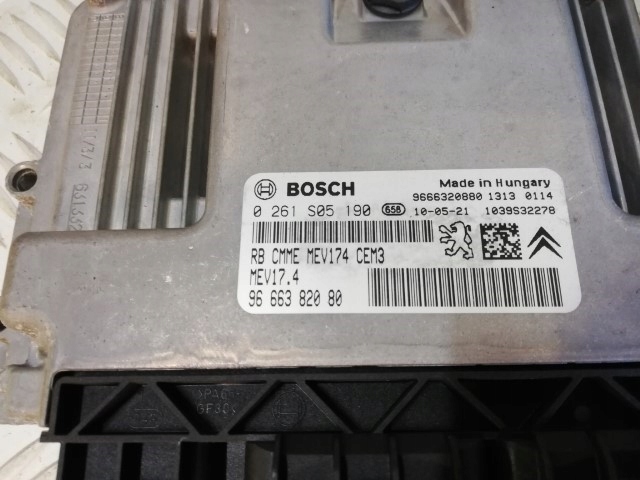 BOSCH
Made in Hungary
9666320880 1313 0114
0 261 S05 190 658 10-05-21 1039S32278
RB CMME MEV174 CEM3
MEV17.4
96 663 820 80